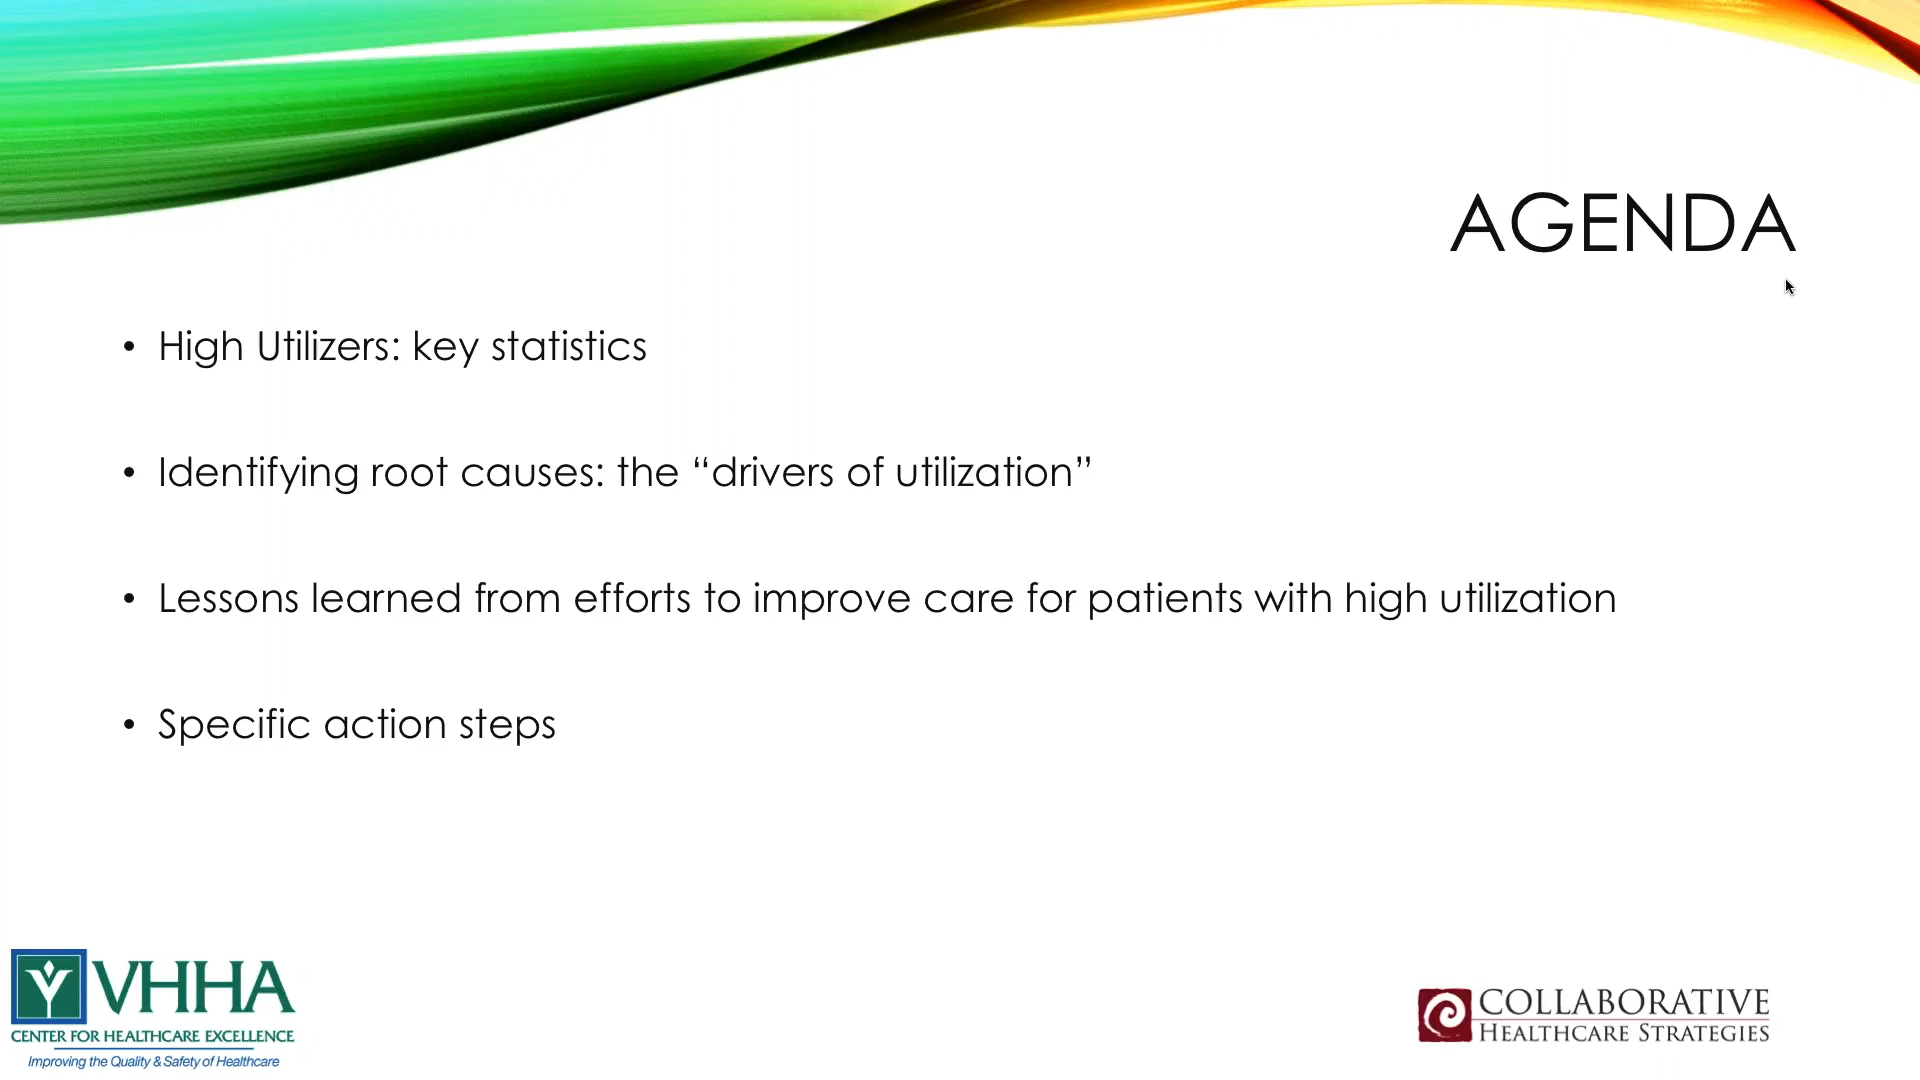 AGENDA
• High Utilizers: key statistics
• Identifying root causes: the “drivers of utilization”
• Lessons learned from efforts to improve care for patients with high utilization
• Specific action steps
VHHA
CENTER FOR HEALTHCARE EXCELLENCE
Improving the Quality & Safety of Healthcare
COLLABORATIVE
HEALTHCARE STRATEGIES